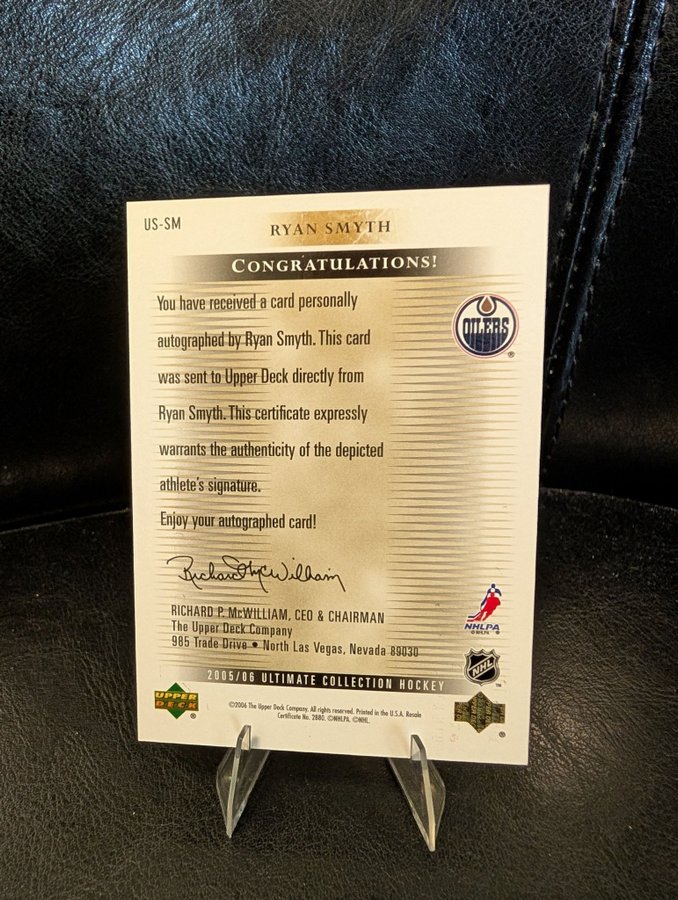 US-SM
RYAN SMYTH
CONGRATULATIONS!
You have received a card personally
autographed by Ryan Smyth. This card
was sent to Upper Deck directly from
Ryan Smyth. This certificate expressly
warrants the authenticity of the depicted
athlete's signature.
Enjoy your autographed card!
OILERS
®
Richard P. McWilliam
RICHARD P. McWILLIAM, CEO & CHAIRMAN
The Upper Deck Company
985 Trade Drive • North Las Vegas, Nevada 89030
NHLPA
© NHLPA
NHL
™
2005/06 ULTIMATE COLLECTION HOCKEY
UPPER
DECK
®
©2006 The Upper Deck Company. All rights reserved. Printed in the U.S.A. Resale
Certificate No. 2880. ©NHLPA. ©NHL.
®